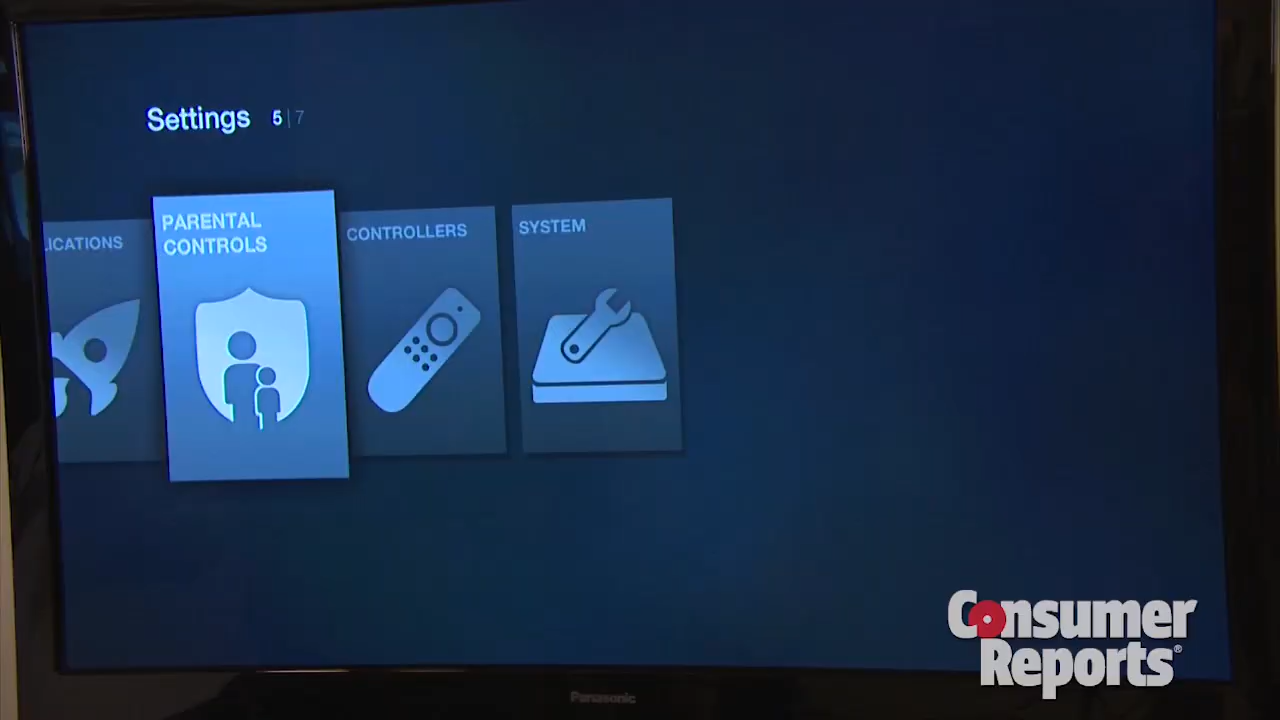 Settings 5|7
LICATIONS
PARENTAL
CONTROLS
CONTROLLERS
SYSTEM
Consumer
Reports®
Panasonic